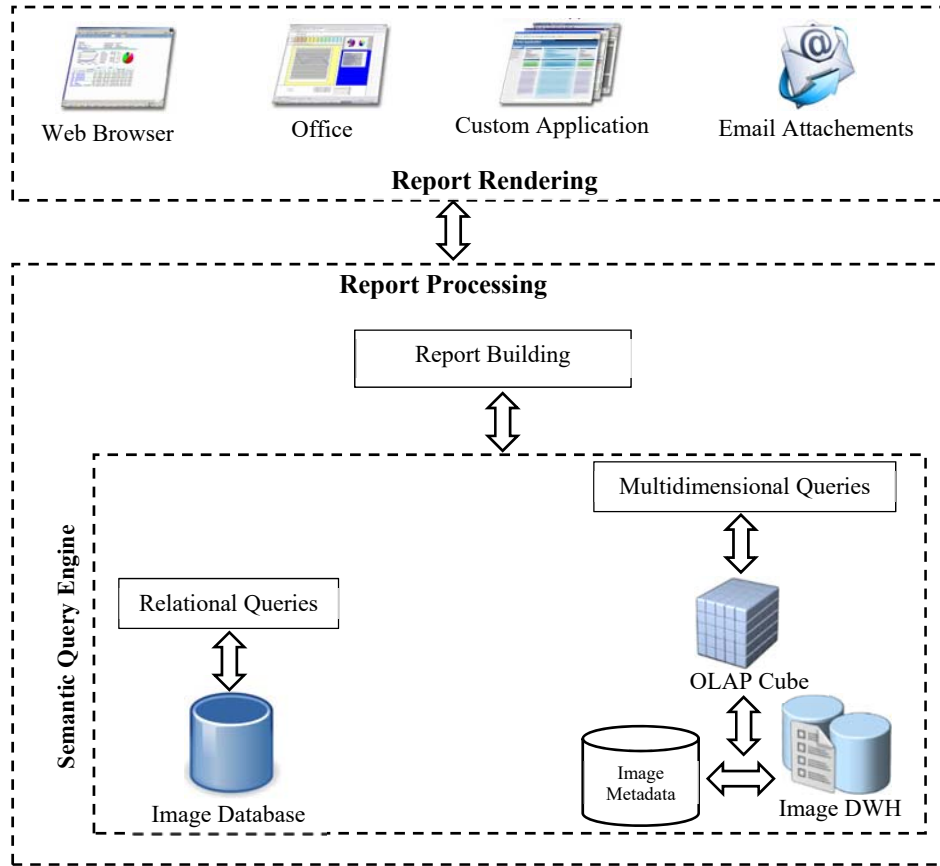 Web Browser
Office
Custom Application
Email Attachements
Report Rendering
Report Processing
Report Building
Semantic Query Engine
Multidimensional Queries
Relational Queries
OLAP Cube
Image
Metadata
Image Database
Image DWH